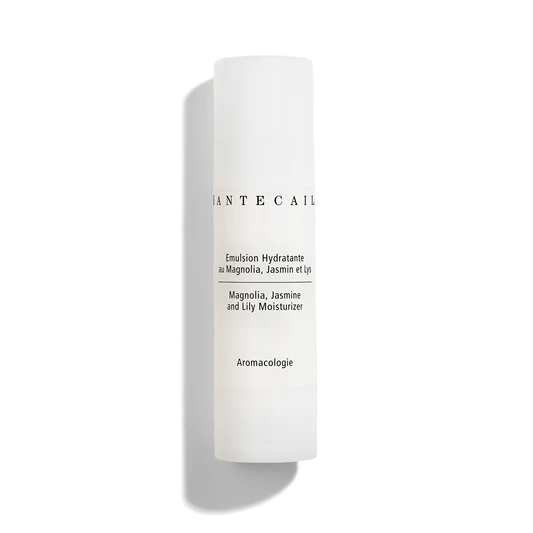 HANTECAIL
Emulsion Hydratante
au Magnolia, Jasmin et Lys
Magnolia, Jasmine
and Lily Moisturizer
Aromacologie